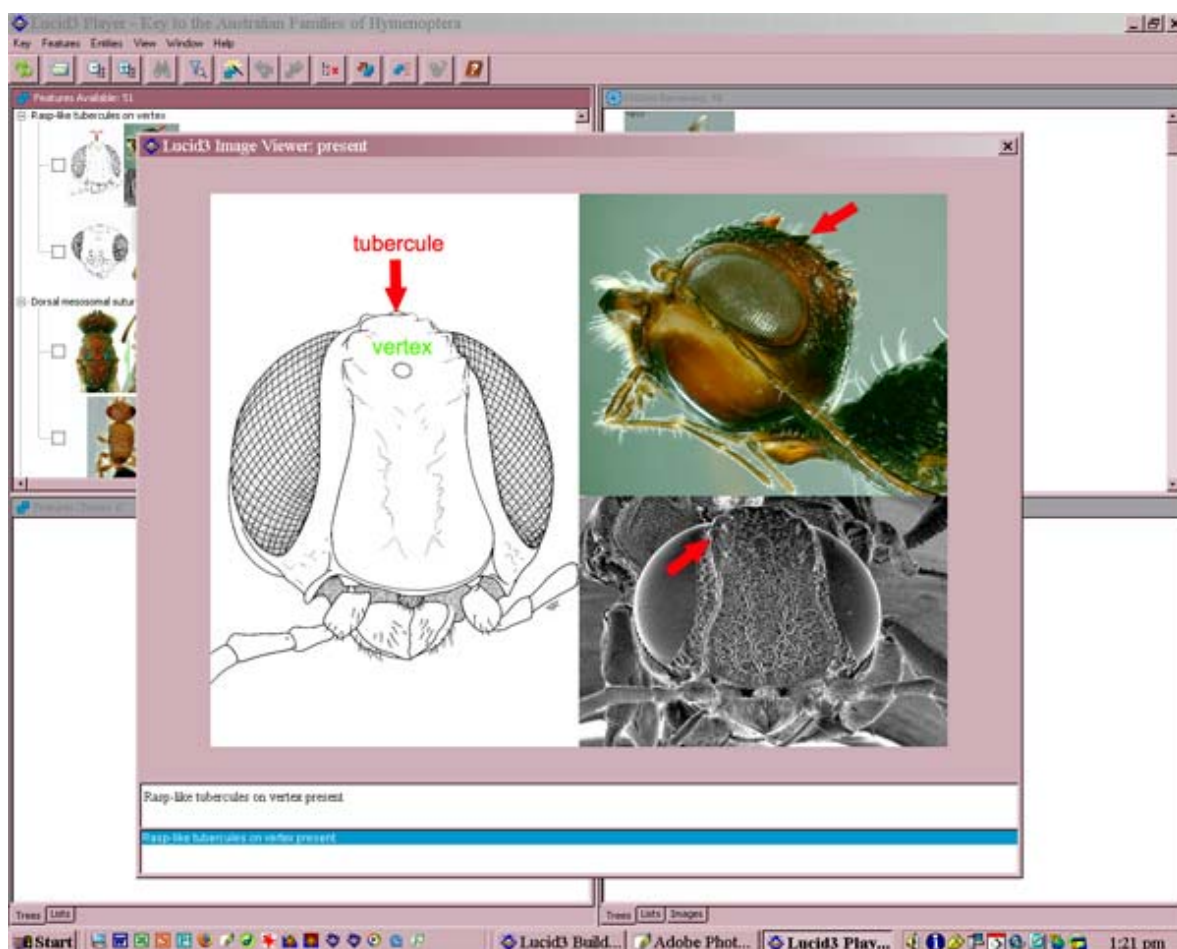 Lucid3 Player - Key to the Australian Families of Hymenoptera
Key Features Entities View Window Help
Features Available: 51
Rasp-like tubercules on vertex
Lucid3 Image Viewer: present
tubercule
vertex
Dorsal mesosomal sutur
Rasp-like tubercules on vertex present
Rasp-like tubercules on vertex present
Trees Lists
Trees Lists Images
Start
Lucid3 Build...
Adobe Phot...
Lucid3 Play...
1:21 pm